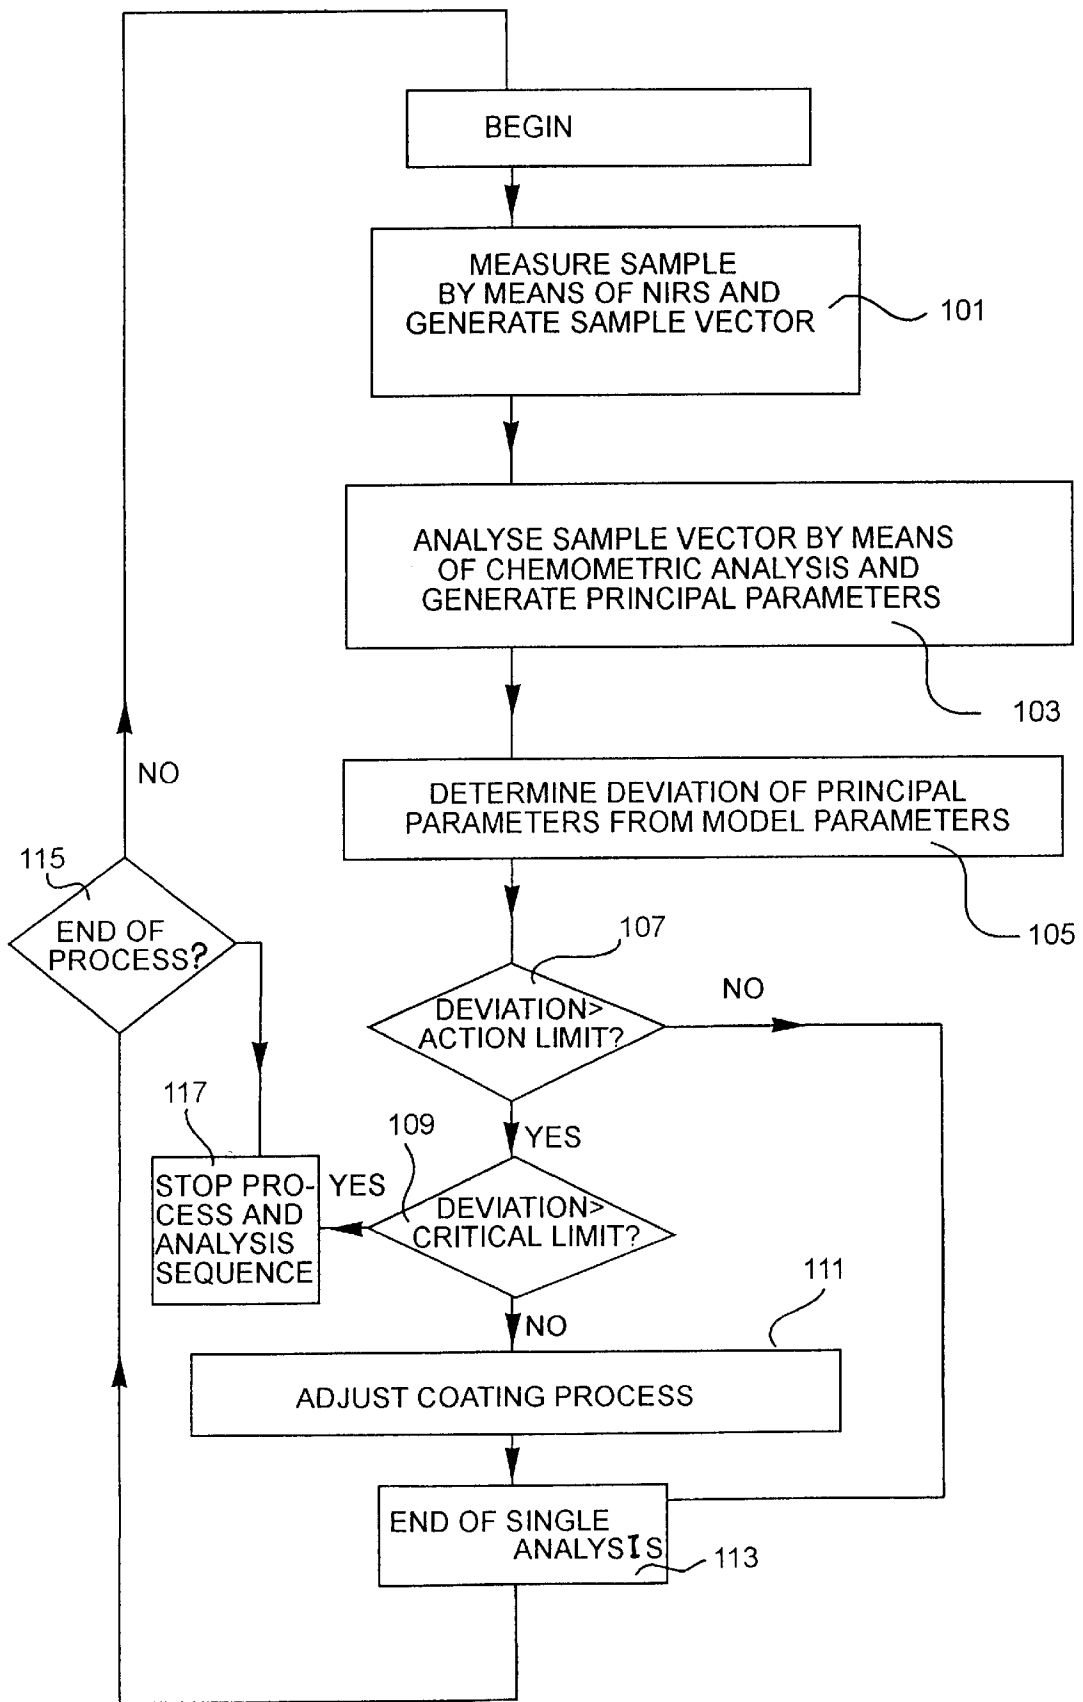 BEGIN
MEASURE SAMPLE
BY MEANS OF NIRS AND
GENERATE SAMPLE VECTOR
101
ANALYSE SAMPLE VECTOR BY MEANS
OF CHEMOMETRIC ANALYSIS AND
GENERATE PRINCIPAL PARAMETERS
103
NO
DETERMINE DEVIATION OF PRINCIPAL
PARAMETERS FROM MODEL PARAMETERS
105
115
END OF
PROCESS?
107
DEVIATION>
ACTION LIMIT?
NO
YES
117
STOP PRO-
CESS AND
ANALYSIS
SEQUENCE
YES
109
DEVIATION>
CRITICAL LIMIT?
NO
111
ADJUST COATING PROCESS
END OF SINGLE
ANALYSIS
113